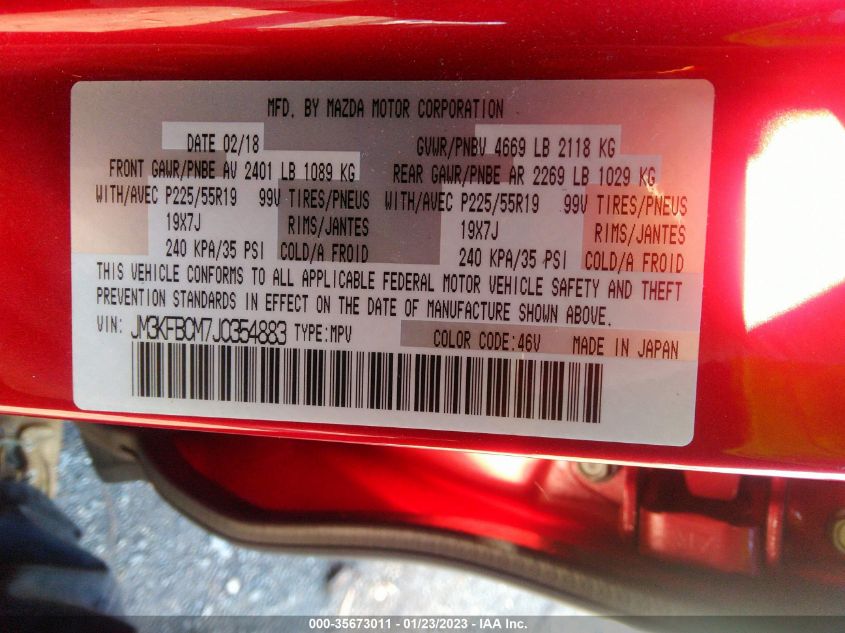 MFD. BY MAZDA MOTOR CORPORATION
DATE 02/18 GVWR/PNBV 4669 LB 2118 KG
FRONT GAWR/PNBE AV 2401 LB 1089 KG REAR GAWR/PNBE AR 2269 LB 1029 KG
WITH/AVEC P225/55R19 99V TIRES/PNEUS WITH/AVEC P225/55R19 99V TIRES/PNEUS
19X7J RIMS/JANTES 19X7J RIMS/JANTES
240 KPA/35 PSI COLD/A FROID 240 KPA/35 PSI COLD/A FROID
THIS VEHICLE CONFORMS TO ALL APPLICABLE FEDERAL MOTOR VEHICLE SAFETY AND THEFT
PREVENTION STANDARDS IN EFFECT ON THE DATE OF MANUFACTURE SHOWN ABOVE.
VIN: JM3KFBCM7J0354883 TYPE:MPV COLOR CODE:46V MADE IN JAPAN
000-35673011 - 01/23/2023 - IAA Inc.